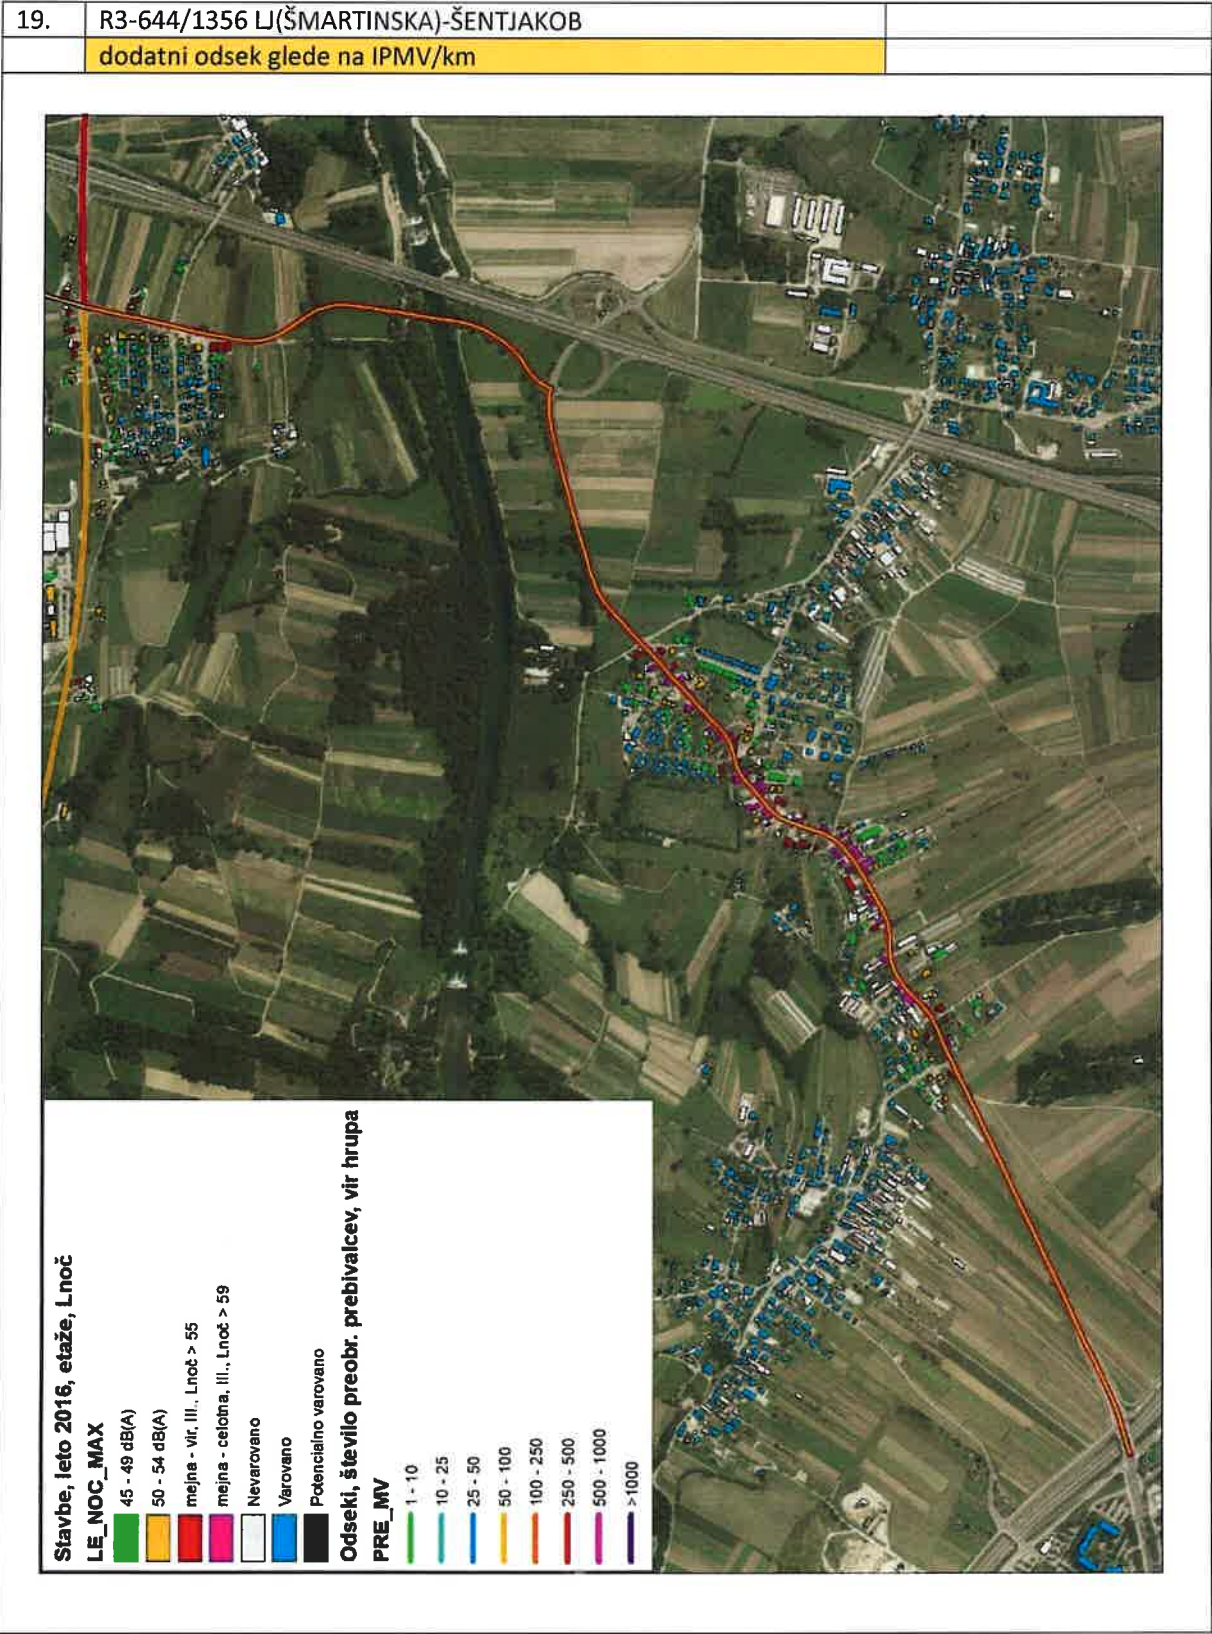 19. R3-644/1356 LJ(ŠMARTINSKA)-ŠENTJAKOB
dodatni odsek glede na IPMV/km
Stavbe, leto 2016, etaže, Lnoč
LE_NOC_MAX
45 - 49 dB(A)
50 - 54 dB(A)
mejna - vir, III., Lnoč > 55
mejna - celotna, III., Lnoč > 59
Nevarovano
Varovano
Potencialno varovano
Odseki, število preobr. prebivalcev, vir hrupa
PRE_MV
1 - 10
10 - 25
25 - 50
50 - 100
100 - 250
250 - 500
500 - 1000
>1000